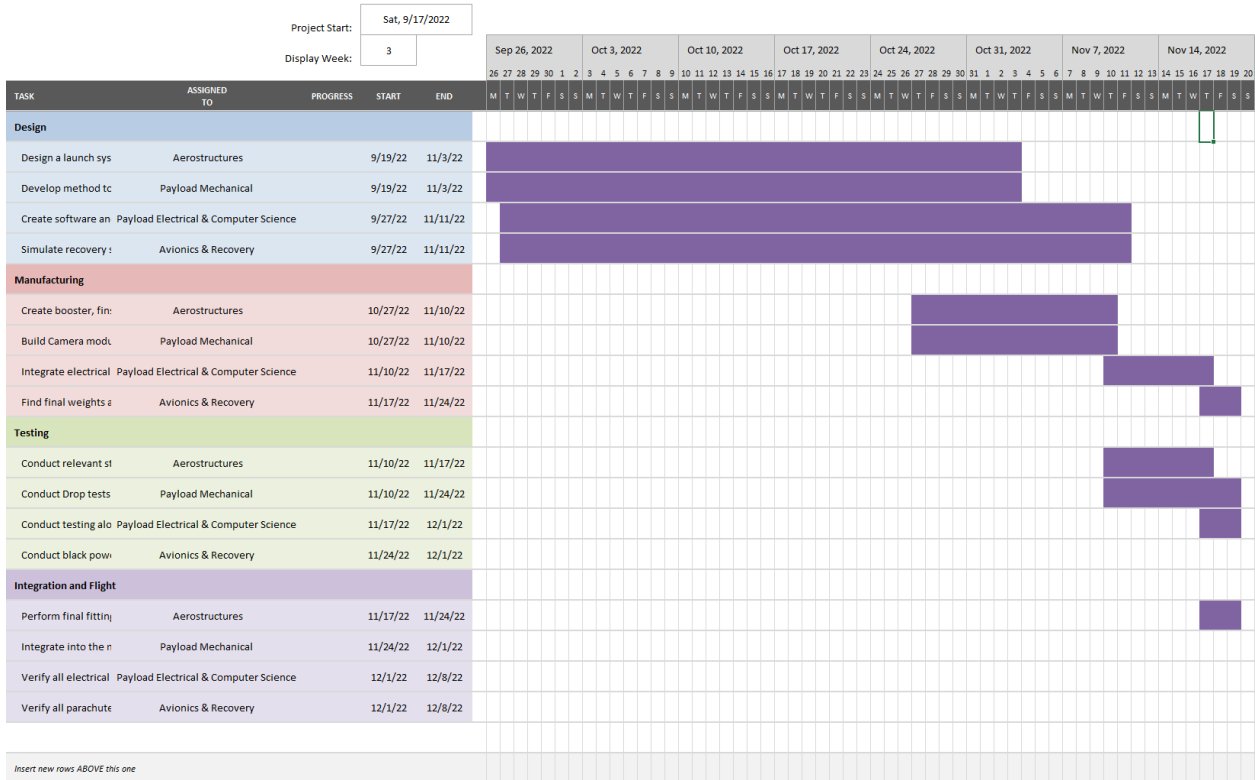 Project Start: Sat, 9/17/2022
Display Week: 3
Sep 26, 2022 Oct 3, 2022 Oct 10, 2022 Oct 17, 2022 Oct 24, 2022 Oct 31, 2022 Nov 7, 2022 Nov 14, 2022
26 27 28 29 30 1 2 3 4 5 6 7 8 9 10 11 12 13 14 15 16 17 18 19 20 21 22 23 24 25 26 27 28 29 30 31 1 2 3 4 5 6 7 8 9 10 11 12 13 14 15 16 17 18 19 20
TASK ASSIGNED TO PROGRESS START END M T W T F S S M T W T F S S M T W T F S S M T W T F S S M T W T F S S M T W T F S S M T W T F S S M T W T F S S
Design
Design a launch sys Aerostructures 9/19/22 11/3/22
Develop method to Payload Mechanical 9/19/22 11/3/22
Create software an Payload Electrical & Computer Science 9/27/22 11/11/22
Simulate recovery s Avionics & Recovery 9/27/22 11/11/22
Manufacturing
Create booster, fins Aerostructures 10/27/22 11/10/22
Build Camera modu Payload Mechanical 10/27/22 11/10/22
Integrate electrical Payload Electrical & Computer Science 11/10/22 11/17/22
Find final weights a Avionics & Recovery 11/17/22 11/24/22
Testing
Conduct relevant st Aerostructures 11/10/22 11/17/22
Conduct Drop tests Payload Mechanical 11/10/22 11/24/22
Conduct testing alo Payload Electrical & Computer Science 11/17/22 12/1/22
Conduct black pow Avionics & Recovery 11/24/22 12/1/22
Integration and Flight
Perform final fitting Aerostructures 11/17/22 11/24/22
Integrate into the n Payload Mechanical 11/24/22 12/1/22
Verify all electrical Payload Electrical & Computer Science 12/1/22 12/8/22
Verify all parachute Avionics & Recovery 12/1/22 12/8/22
Insert new rows ABOVE this one